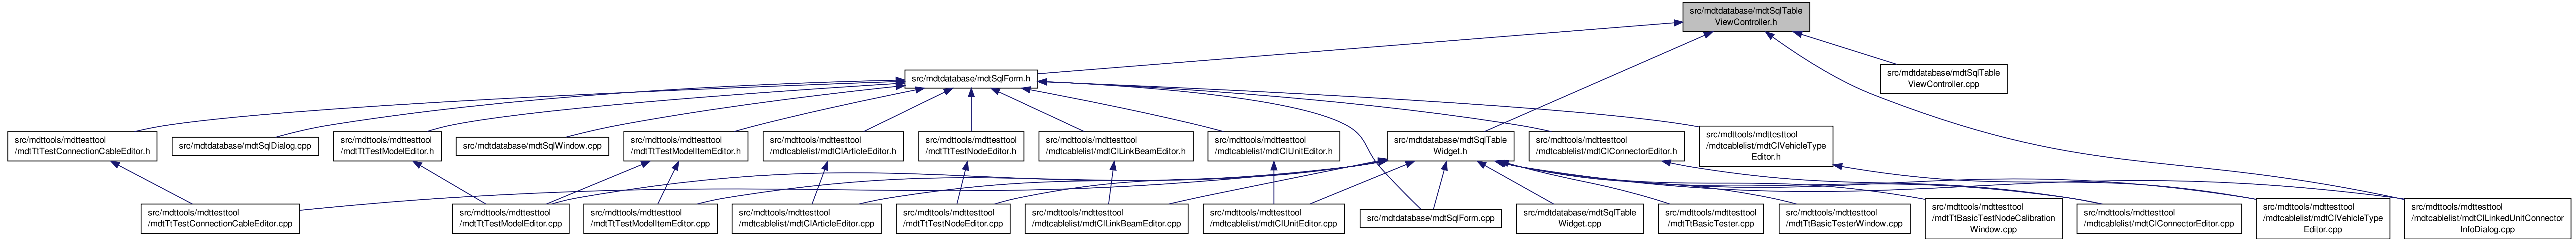 src/mdtdatabase/mdtSqlTable
ViewController.h
src/mdtdatabase/mdtSqlForm.h
src/mdtdatabase/mdtSqlTable
ViewController.cpp
src/mdttools/mdttesttool
/mdtTtTestConnectionCableEditor.h
src/mdtdatabase/mdtSqlDialog.cpp
src/mdttools/mdttesttool
/mdtTtTestModelEditor.h
src/mdtdatabase/mdtSqlWindow.cpp
src/mdttools/mdttesttool
/mdtTtTestModelItemEditor.h
src/mdttools/mdttesttool
/mdtcablelist/mdtClArticleEditor.h
src/mdttools/mdttesttool
/mdtTtTestNodeEditor.h
src/mdttools/mdttesttool
/mdtcablelist/mdtClLinkBeamEditor.h
src/mdttools/mdttesttool
/mdtcablelist/mdtClUnitEditor.h
src/mdtdatabase/mdtSqlTable
Widget.h
src/mdttools/mdttesttool
/mdtcablelist/mdtClConnectorEditor.h
src/mdttools/mdttesttool
/mdtcablelist/mdtClVehicleType
Editor.h
src/mdttools/mdttesttool
/mdtTtTestConnectionCableEditor.cpp
src/mdttools/mdttesttool
/mdtTtTestModelEditor.cpp
src/mdttools/mdttesttool
/mdtTtTestModelItemEditor.cpp
src/mdttools/mdttesttool
/mdtcablelist/mdtClArticleEditor.cpp
src/mdttools/mdttesttool
/mdtTtTestNodeEditor.cpp
src/mdttools/mdttesttool
/mdtcablelist/mdtClLinkBeamEditor.cpp
src/mdttools/mdttesttool
/mdtcablelist/mdtClUnitEditor.cpp
src/mdtdatabase/mdtSqlForm.cpp
src/mdtdatabase/mdtSqlTable
Widget.cpp
src/mdttools/mdttesttool
/mdtTtBasicTester.cpp
src/mdttools/mdttesttool
/mdtTtBasicTesterWindow.cpp
src/mdttools/mdttesttool
/mdtTtBasicTestNodeCalibration
Window.cpp
src/mdttools/mdttesttool
/mdtcablelist/mdtClConnectorEditor.cpp
src/mdttools/mdttesttool
/mdtcablelist/mdtClVehicleType
Editor.cpp
src/mdttools/mdttesttool
/mdtcablelist/mdtClLinkedUnitConnector
InfoDialog.cpp